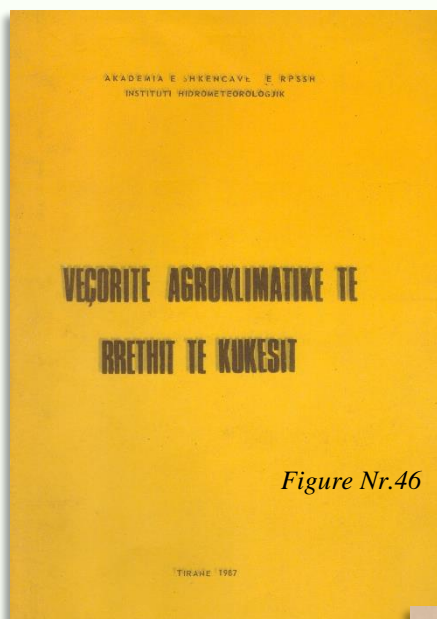 AKADEMIA E SHKENCAVE E RPSSH
INSTITUTI HIDROMETEOROLOGJIK
VEÇORITE AGROKLIMATIKE TE
RRETHIT TE KUKESIT
Figure Nr.46
TIRANE 1987